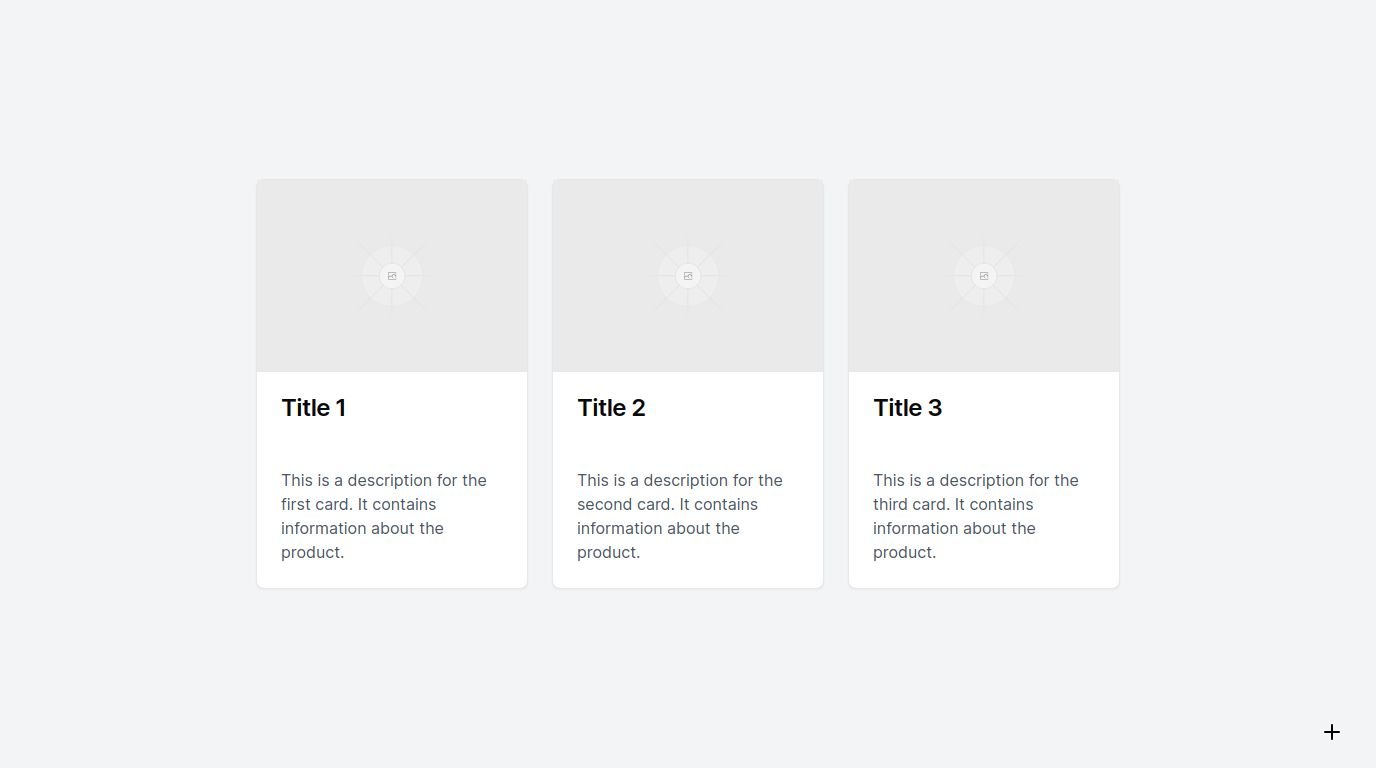 Title 1
This is a description for the
first card. It contains
information about the
product.
Title 2
This is a description for the
second card. It contains
information about the
product.
Title 3
This is a description for the
third card. It contains
information about the
product.